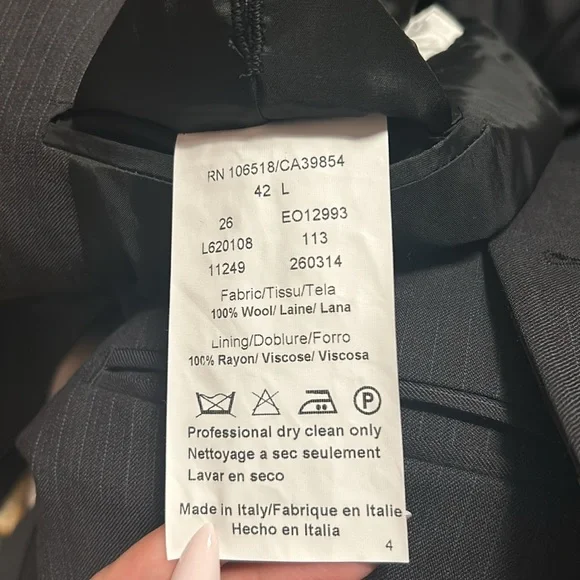 RN 106518/CA39854
42 L
26 EO12993
L620108 113
11249 260314
Fabric/Tissu/Tela
100% Wool/ Laine/ Lana
Lining/Doublure/Forro
100% Rayon/ Viscose/ Viscosa
P
Professional dry clean only
Nettoyage a sec seulement
Lavar en seco
Made in Italy/Fabrique en Italie
Hecho en Italia
4